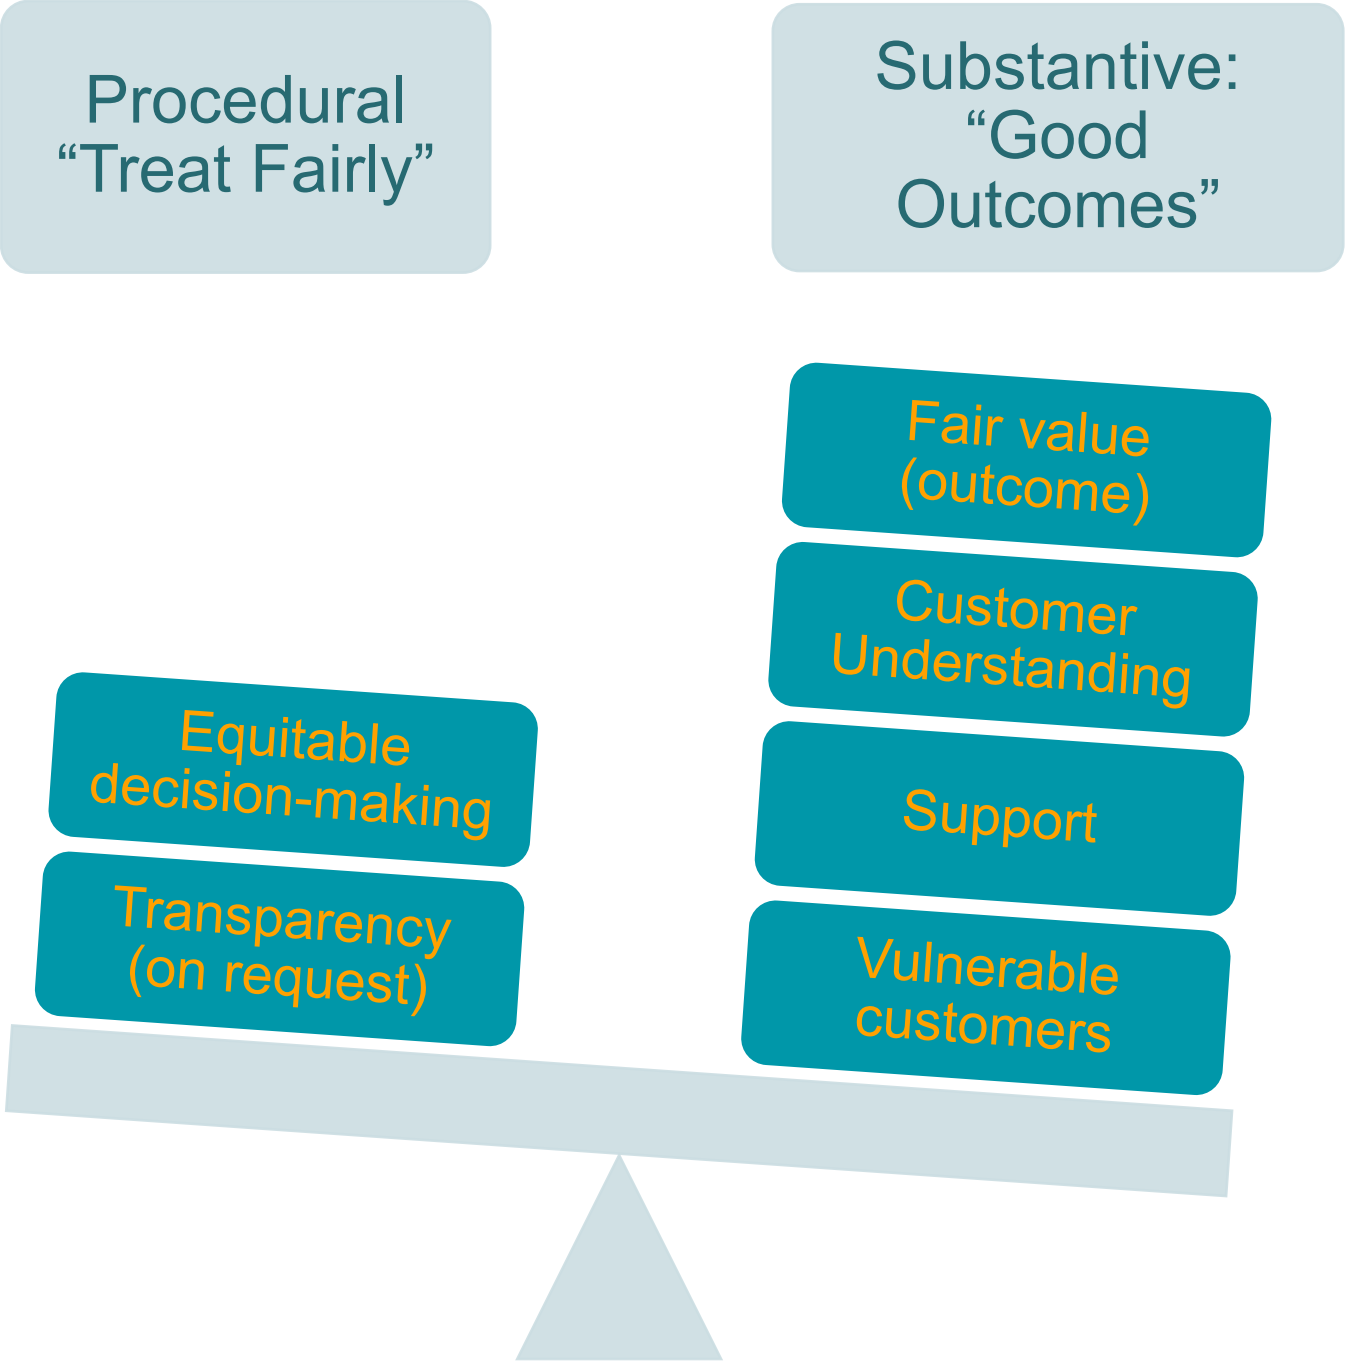 Procedural
“Treat Fairly”
Substantive:
“Good
Outcomes”
Equitable
decision-making
Transparency
(on request)
Fair value
(outcome)
Customer
Understanding
Support
Vulnerable
customers